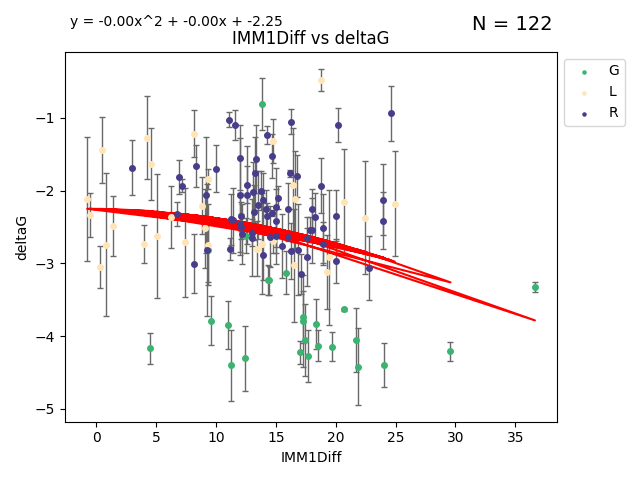 y = -0.00x^2 + -0.00x + -2.25
N = 122
IMM1Diff vs deltaG
G
L
R
−1
−2
−3
−4
−5
deltaG
0 5 10 15 20 25 30 35
IMM1Diff